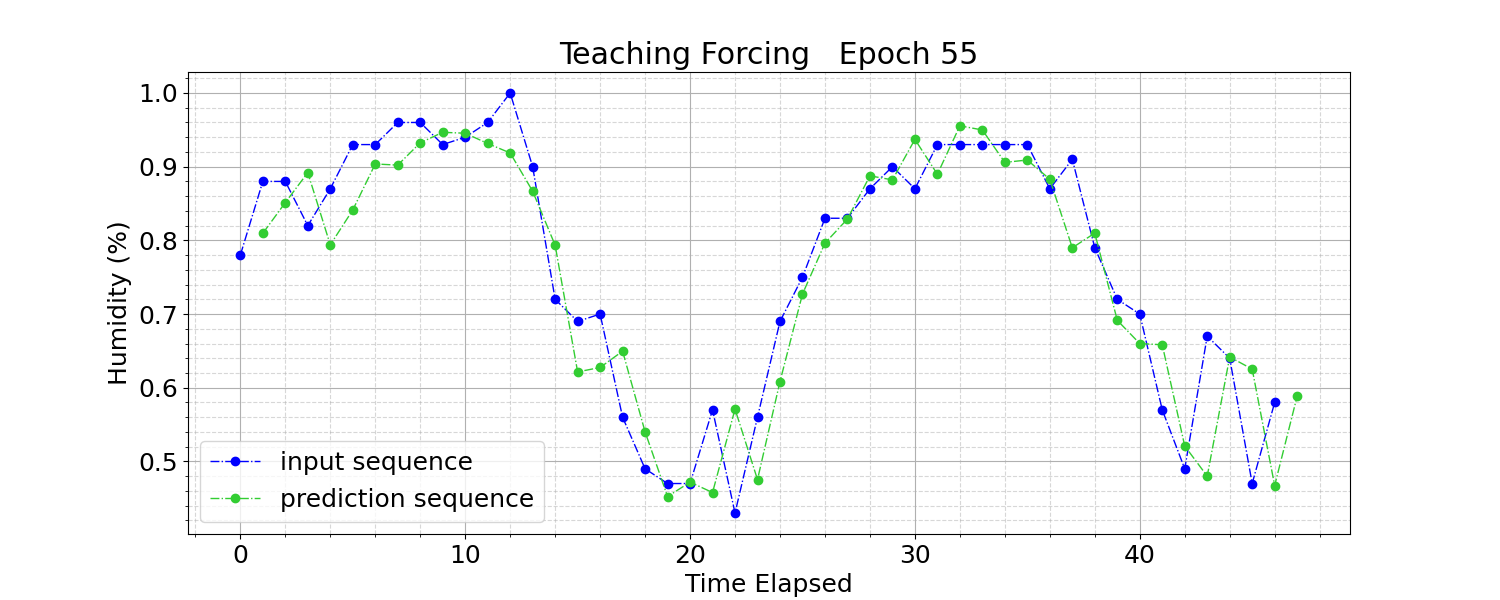 Teaching Forcing   Epoch 55
Humidity (%)
1.0
0.9
0.8
0.7
0.6
0.5
input sequence
prediction sequence
0 10 20 30 40
Time Elapsed